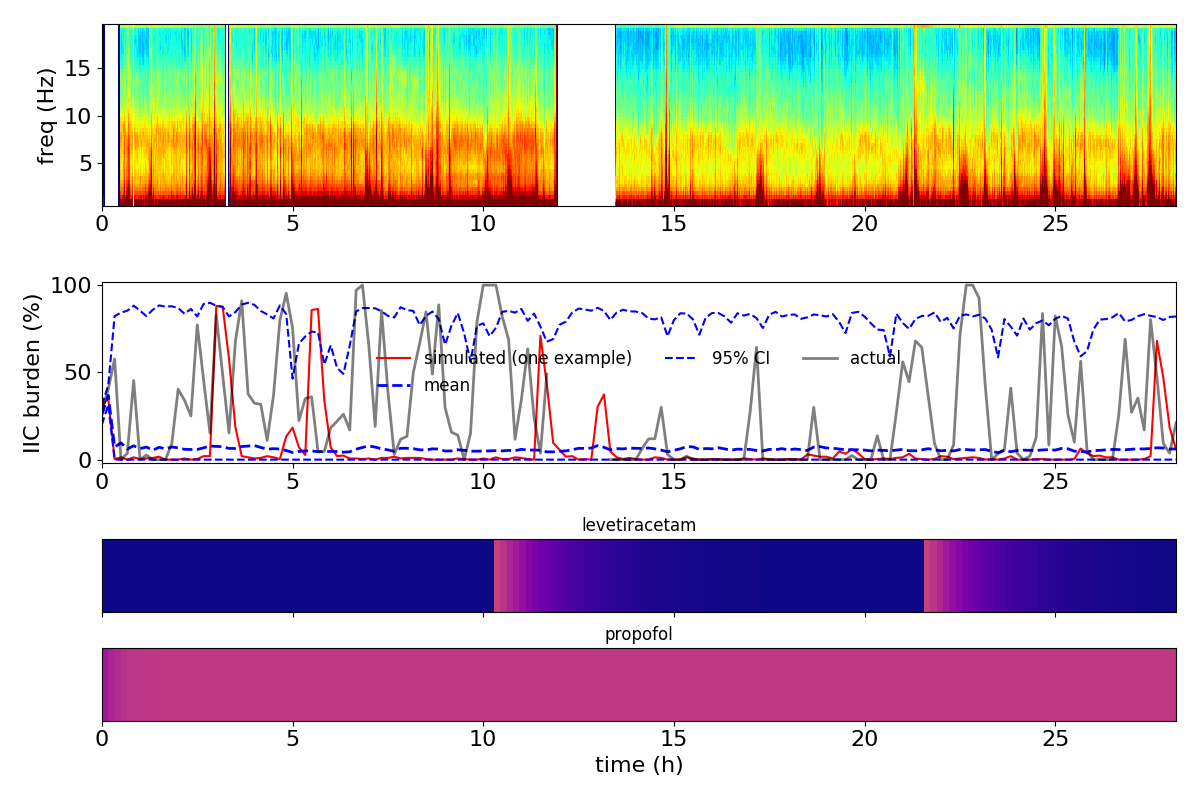 freq (Hz)
15
10
5
0 5 10 15 20 25
IIC burden (%)
100
50
0
simulated (one example) 95% CI actual
mean
0 5 10 15 20 25
levetiracetam
propofol
0 5 10 15 20 25
time (h)